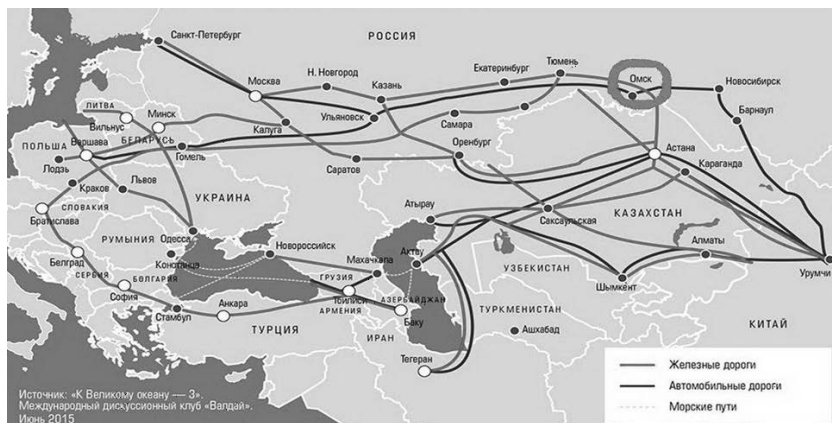 Санкт-Петербург
РОССИЯ
Москва
Н. Новгород
Казань
Екатеринбург
Тюмень
Омск
Новосибирск
Барнаул
ЛИТВА
Вильнус
Минск
БЕЛАРУСЬ
Калуга
Ульяновск
Самара
Оренбург
Астана
Караганда
ПОЛЬША
Варшава
Лодзь
Гомель
Саратов
Краков
Львов
УКРАИНА
СЛОВАКИЯ
Братислава
РУМЫНИЯ
Одесса
Новороссийск
Атырау
Саксаульская
КАЗАХСТАН
Констанца
Махачкала
Актау
Алматы
Урумчи
Белград
СЕРБИЯ
БОЛГАРИЯ
ГРУЗИЯ
УЗБЕКИСТАН
Шымкент
София
Стамбул
Анкара
Тбилиси
АЗЕРБАЙДЖАН
АРМЕНИЯ
Баку
ТУРКМЕНИСТАН
ТУРЦИЯ
ИРАН
Ашхабад
КИТАЙ
Тегеран
Железные дороги
Автомобильные дороги
Морские пути
Источник: «К Великому океану — 3».
Международный дискуссионный клуб «Валдай».
Июнь 2015